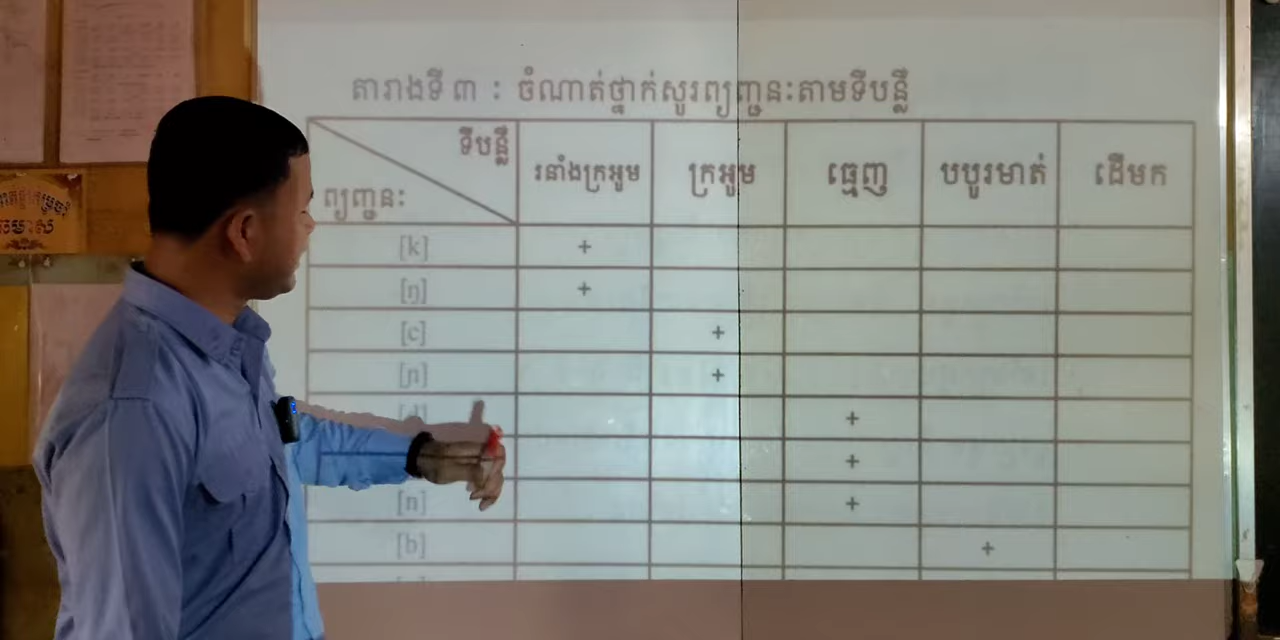 តារាងទី ៣ : ចំណាត់ថ្នាក់សូរព្យញ្ជនៈតាមទីបន្លឺ
ទីបន្លឺ
ព្យញ្ជនៈ
រនាំងក្រអូម ក្រអូម ធ្មេញ បបូរមាត់ ដើមក
[k] +
[ŋ] +
[c] +
[ɲ] +
[d] +
+
[n] +
[b] +